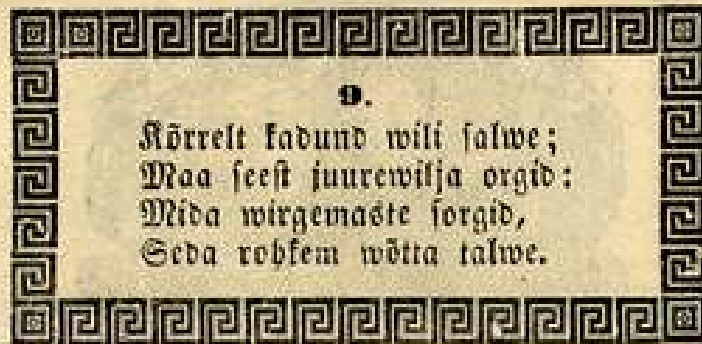 9.
Kõrrelt kadund wili salwe;
Maa seest juurewilja orgid:
Mida wirgemaste sorgid,
Seda rohkem wõtta talwe.